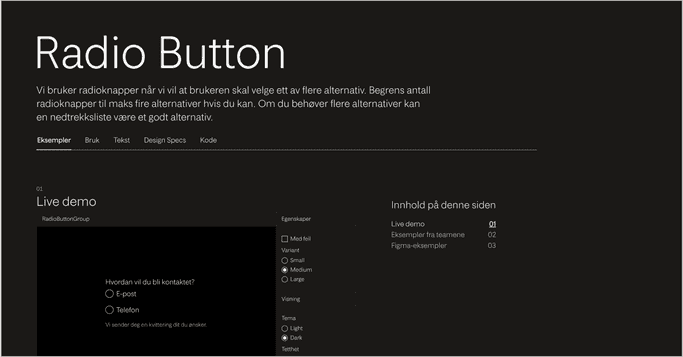 Radio Button
Vi bruker radioknapper når vi vil at brukeren skal velge ett av flere alternativ. Begrens antall
radioknapper til maks fire alternativer hvis du kan. Om du behøver flere alternativer kan
en nedtrekksliste være et godt alternativ.
Eksempler Bruk Tekst Design Specs Kode
01
Live demo
RadioButtonGroup
Hvordan vil du bli kontaktet?
E-post
Telefon
Vi sender deg en kvittering dit du ønsker.
Egenskaper
Med feil
Variant
Small
Medium
Large
Visning
Tema
Light
Dark
Tetthet
Innhold på denne siden
Live demo 01
Eksempler fra teamene 02
Figma-eksempler 03